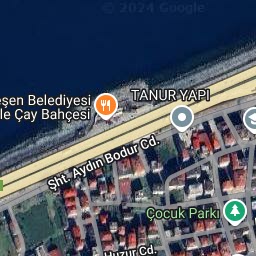 © 2024 Google
TANUR YAPI
eşen Belediyesi
le Çay Bahçesi
Şht. Aydın Bodur Cd.
Çocuk Parkı
Huzur Cd.